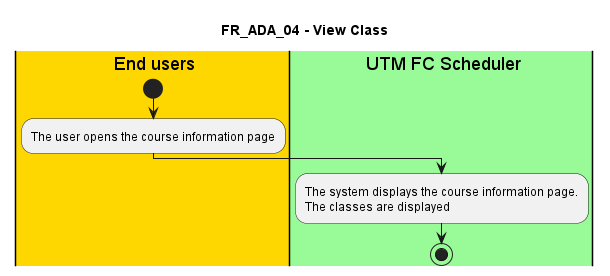 FR_ADA_04 - View Class
End users
UTM FC Scheduler
The user opens the course information page
The system displays the course information page.
The classes are displayed